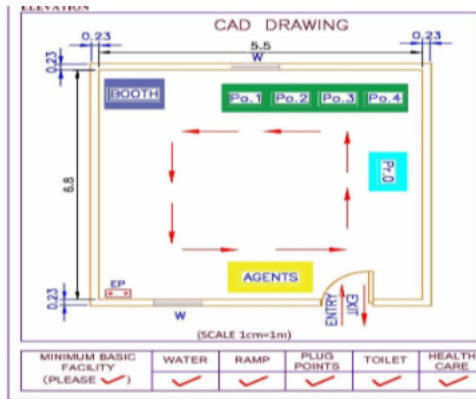 ELEVATION
CAD DRAWING
0.23
5.5
0.23
W
0.23
BOOTH
Po.1 Po.2 Po.3 Po.4
Pr.O
6.8
AGENTS
EP
0.23
W
ENTRY
EXIT
(SCALE 1cm=1m)
MINIMUM BASIC FACILITY (PLEASE ✓)
WATER
RAMP
PLUG POINTS
TOILET
HEALTH CARE